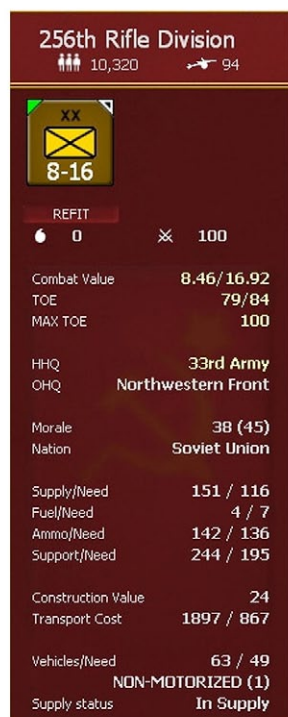 256th Rifle Division
10,320 94
XX
8-16
REFIT
0 100
Combat Value 8.46/16.92
TOE 79/84
MAX TOE 100
HHQ 33rd Army
OHQ Northwestern Front
Morale 38 (45)
Nation Soviet Union
Supply/Need 151 / 116
Fuel/Need 4 / 7
Ammo/Need 142 / 136
Support/Need 244 / 195
Construction Value 24
Transport Cost 1897 / 867
Vehicles/Need 63 / 49
NON-MOTORIZED (1)
Supply status In Supply